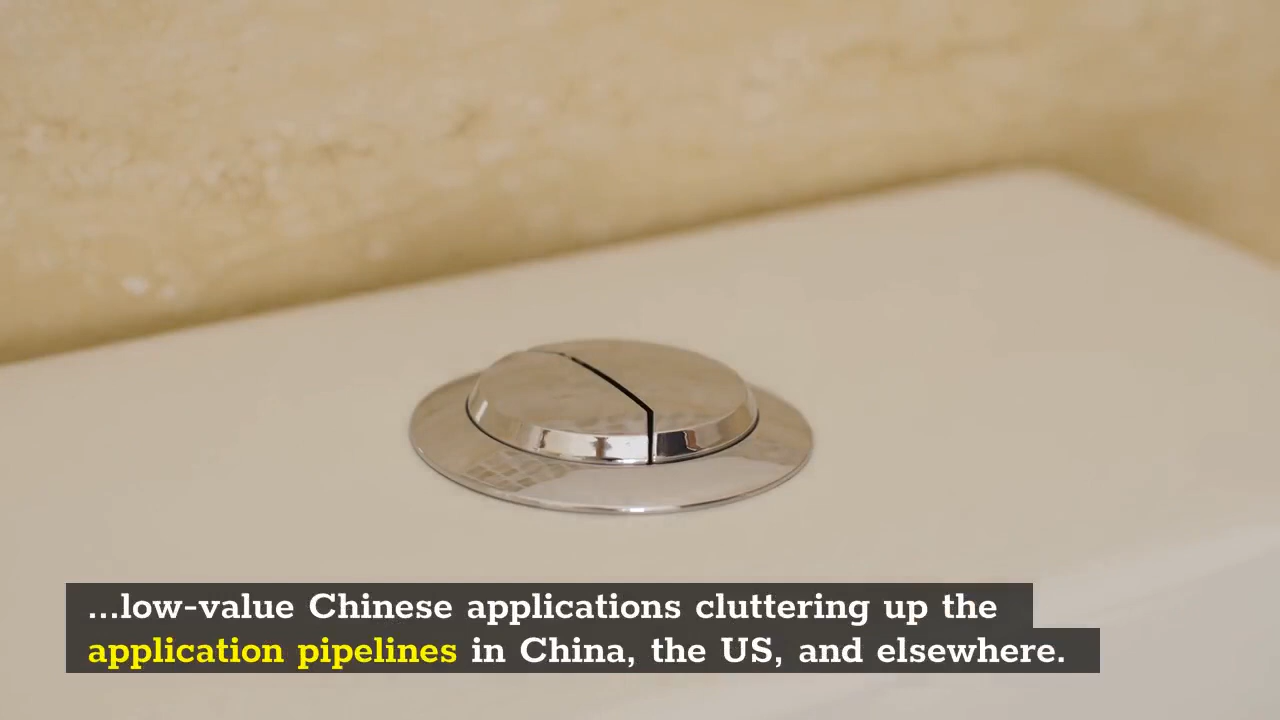 ...low-value Chinese applications cluttering up the
application pipelines in China, the US, and elsewhere.